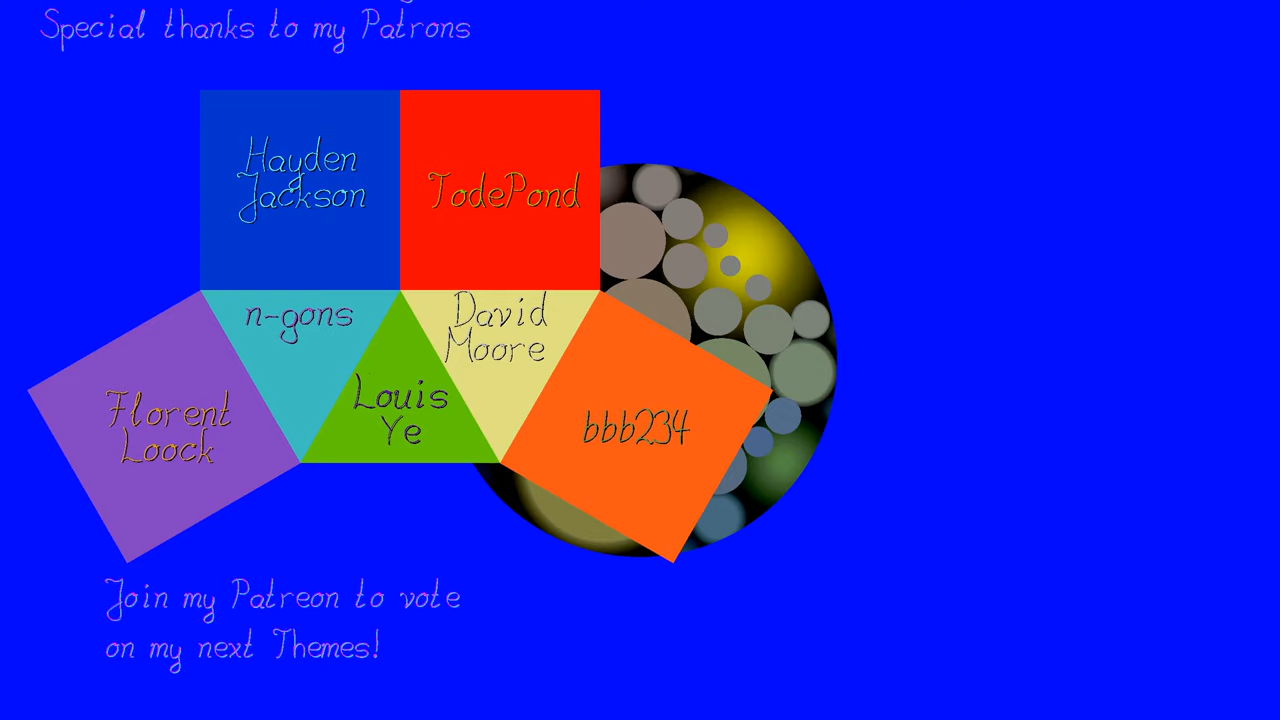 Special thanks to my Patrons
Hayden
Jackson
TodePond
n-gons
David
Moore
Louis
Ye
Florent
Loock
bbb234
Join my Patreon to vote
on my next Themes!